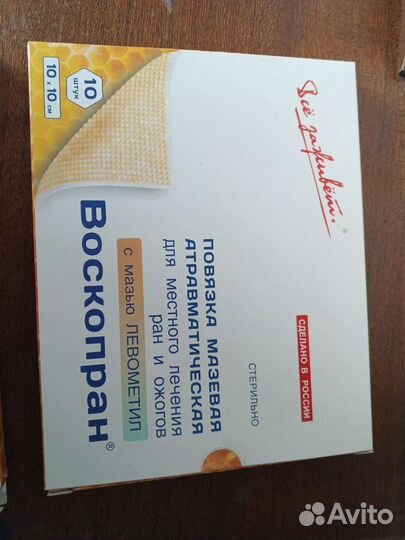 Всё заживёт.®
10
штук
10 x 10 см
СДЕЛАНО В РОССИИ
СТЕРИЛЬНО
ПОВЯЗКА МАЗЕВАЯ
АТРАВМАТИЧЕСКАЯ
для местного лечения
ран и ожогов
с мазью ЛЕВОМЕТИЛ
Воскопран®
Avito